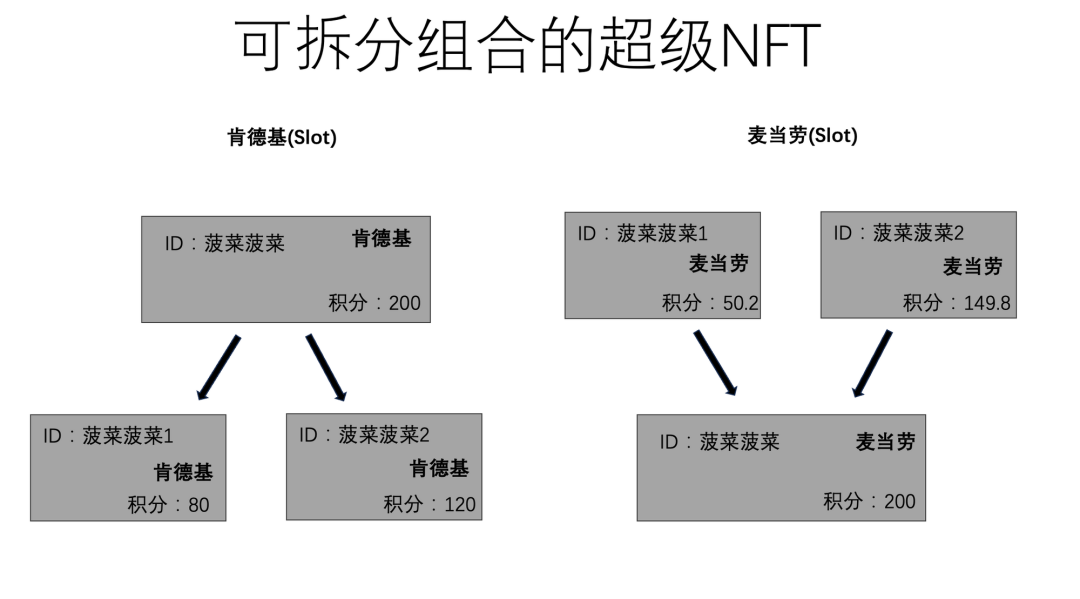 可拆分组合的超级NFT
肯德基(Slot)
麦当劳(Slot)
ID：菠菜菠菜
肯德基
积分：200
ID：菠菜菠菜1
肯德基
积分：80
ID：菠菜菠菜2
肯德基
积分：120
ID：菠菜菠菜1
麦当劳
积分：50.2
ID：菠菜菠菜2
麦当劳
积分：149.8
ID：菠菜菠菜
麦当劳
积分：200